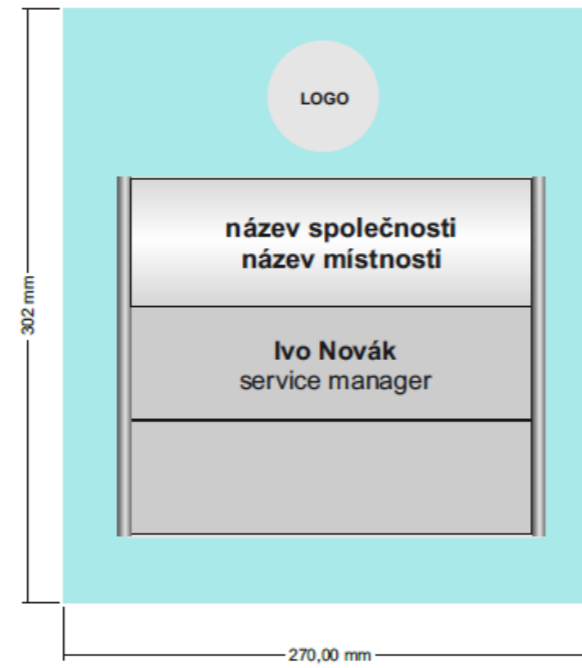 LOGO
název společnosti
název místnosti
Ivo Novák
service manager
302 mm
270,00 mm